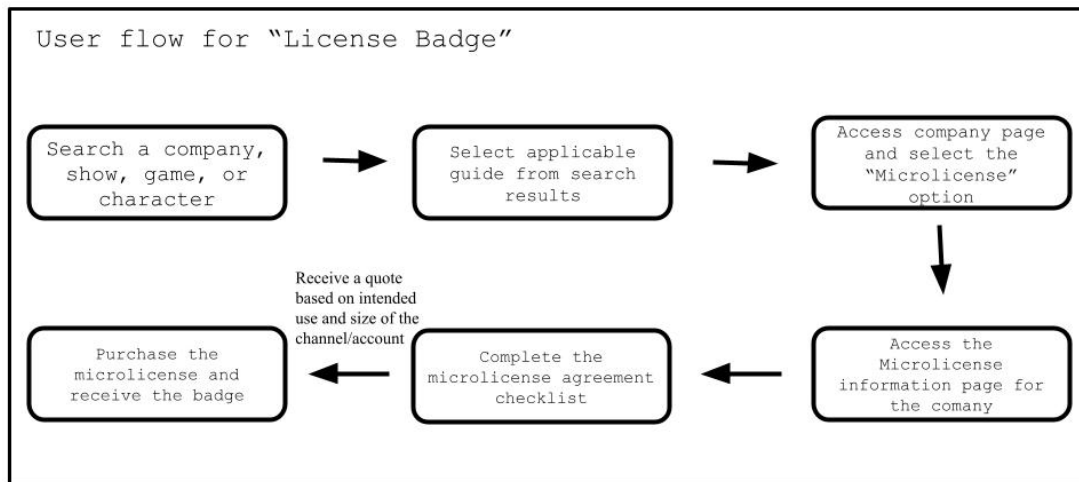 User flow for “License Badge”
Search a company,
show, game, or
character
Select applicable
guide from search
results
Access company page
and select the
“Microlicense”
option
Access the
Microlicense
information page for
the comany
Complete the
microlicense agreement
checklist
Receive a quote
based on intended
use and size of the
channel/account
Purchase the
microlicense and
receive the badge